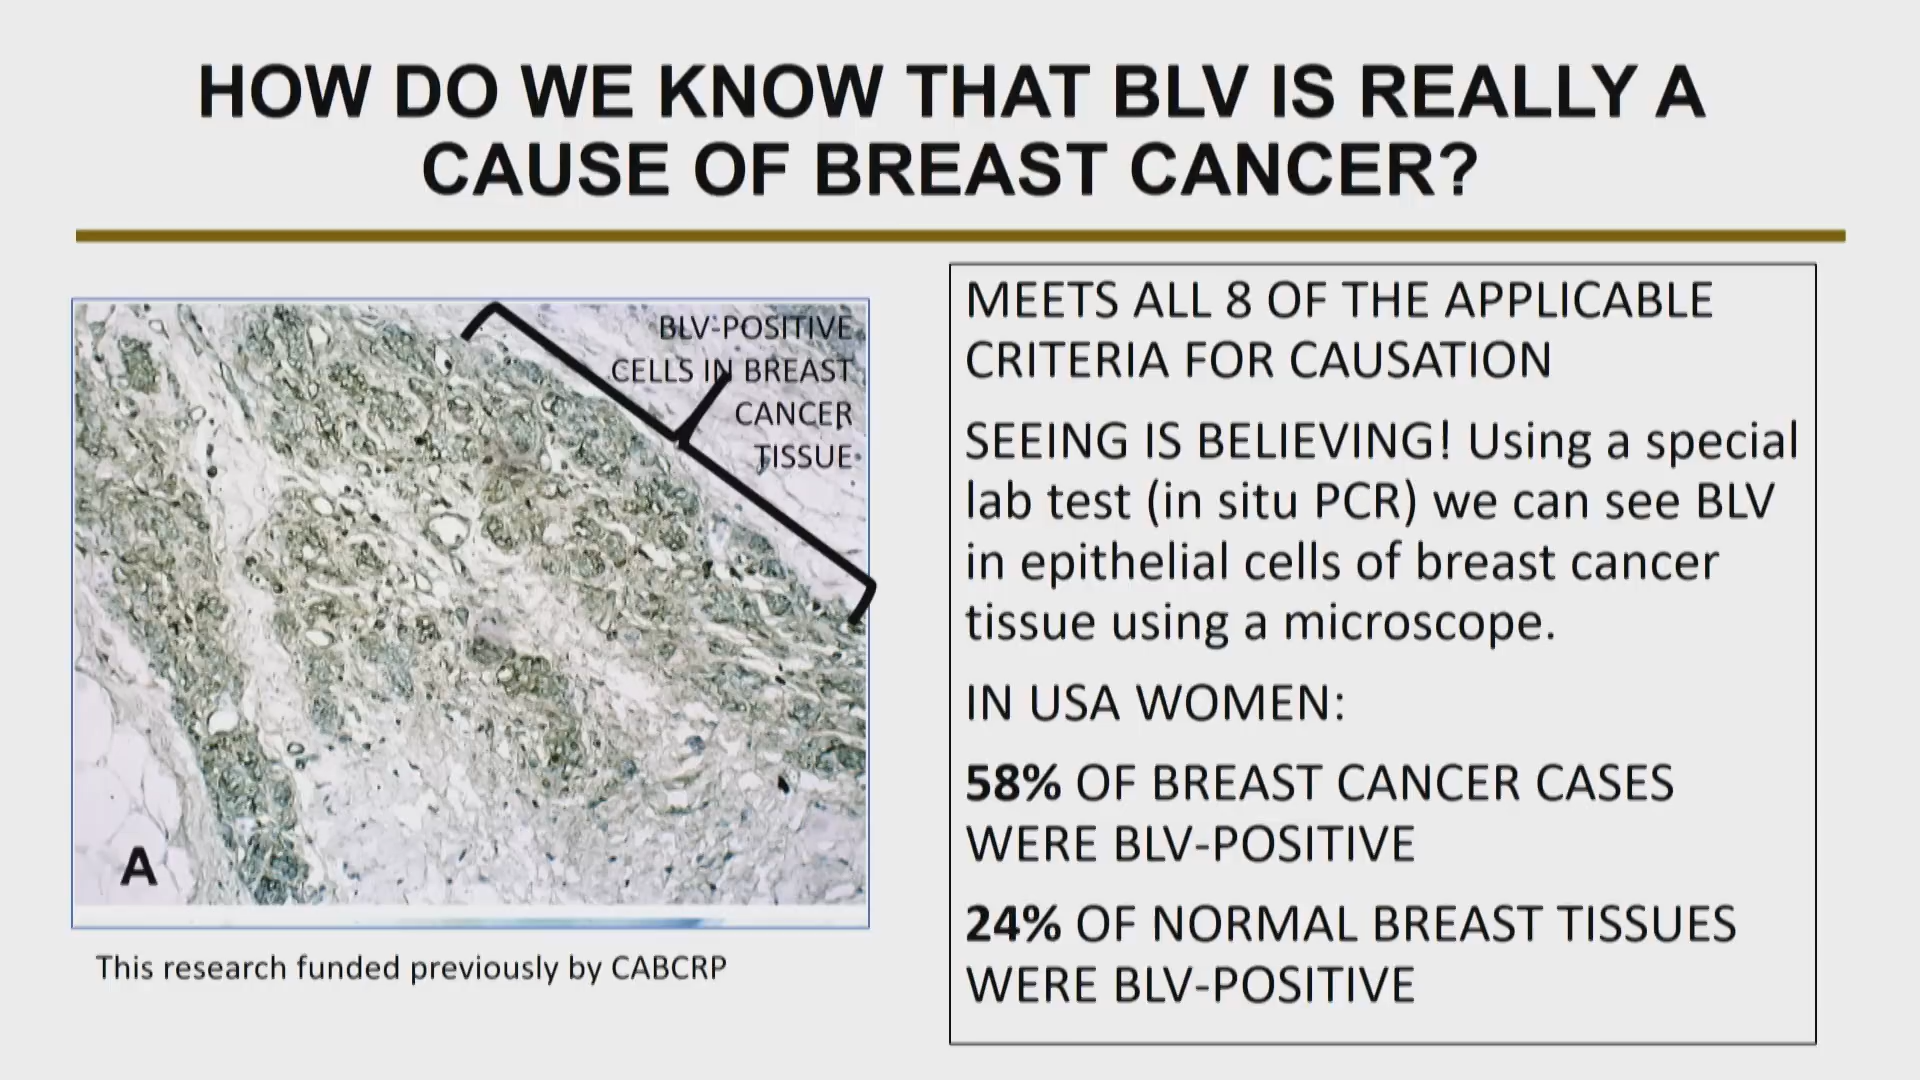 HOW DO WE KNOW THAT BLV IS REALLY A
CAUSE OF BREAST CANCER?
BLV-POSITIVE
CELLS IN BREAST
CANCER
TISSUE
A
This research funded previously by CABCRP
MEETS ALL 8 OF THE APPLICABLE
CRITERIA FOR CAUSATION
SEEING IS BELIEVING! Using a special
lab test (in situ PCR) we can see BLV
in epithelial cells of breast cancer
tissue using a microscope.
IN USA WOMEN:
58% OF BREAST CANCER CASES
WERE BLV-POSITIVE
24% OF NORMAL BREAST TISSUES
WERE BLV-POSITIVE